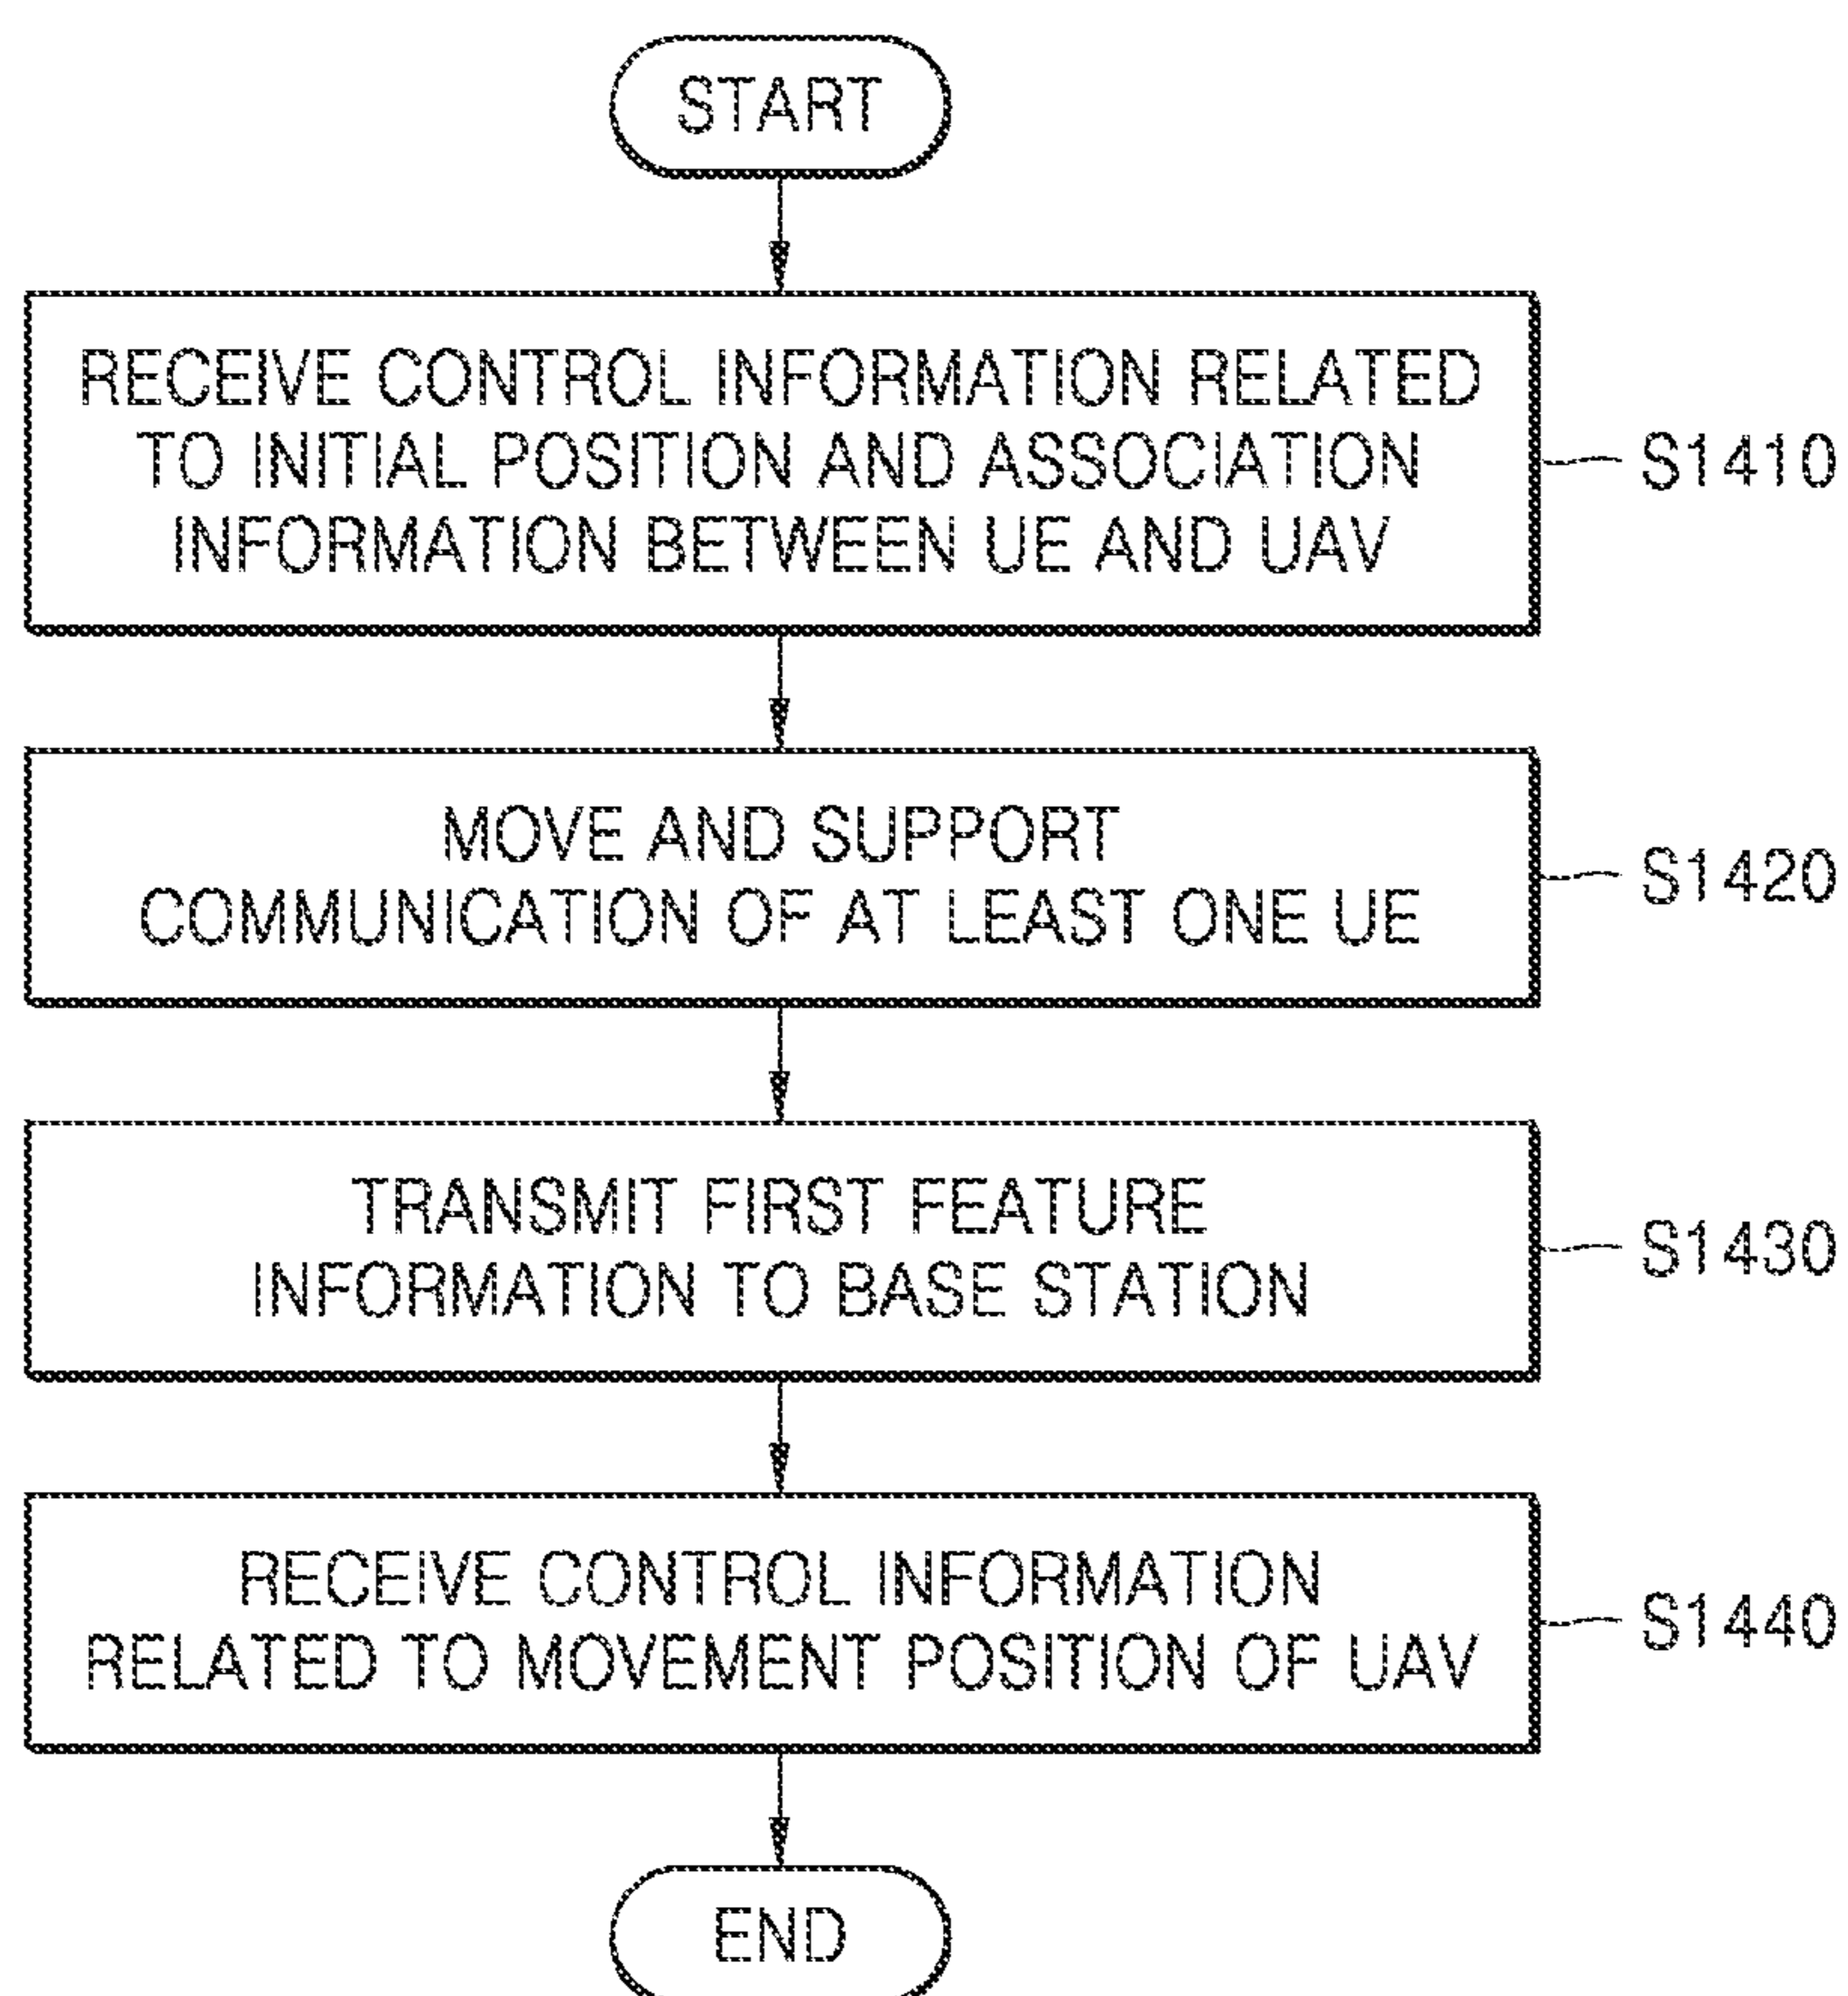 START
RECEIVE CONTROL INFORMATION RELATED
TO INITIAL POSITION AND ASSOCIATION
INFORMATION BETWEEN UE AND UAV
S1410
MOVE AND SUPPORT
COMMUNICATION OF AT LEAST ONE UE
S1420
TRANSMIT FIRST FEATURE
INFORMATION TO BASE STATION
S1430
RECEIVE CONTROL INFORMATION
RELATED TO MOVEMENT POSITION OF UAV
S1440
END